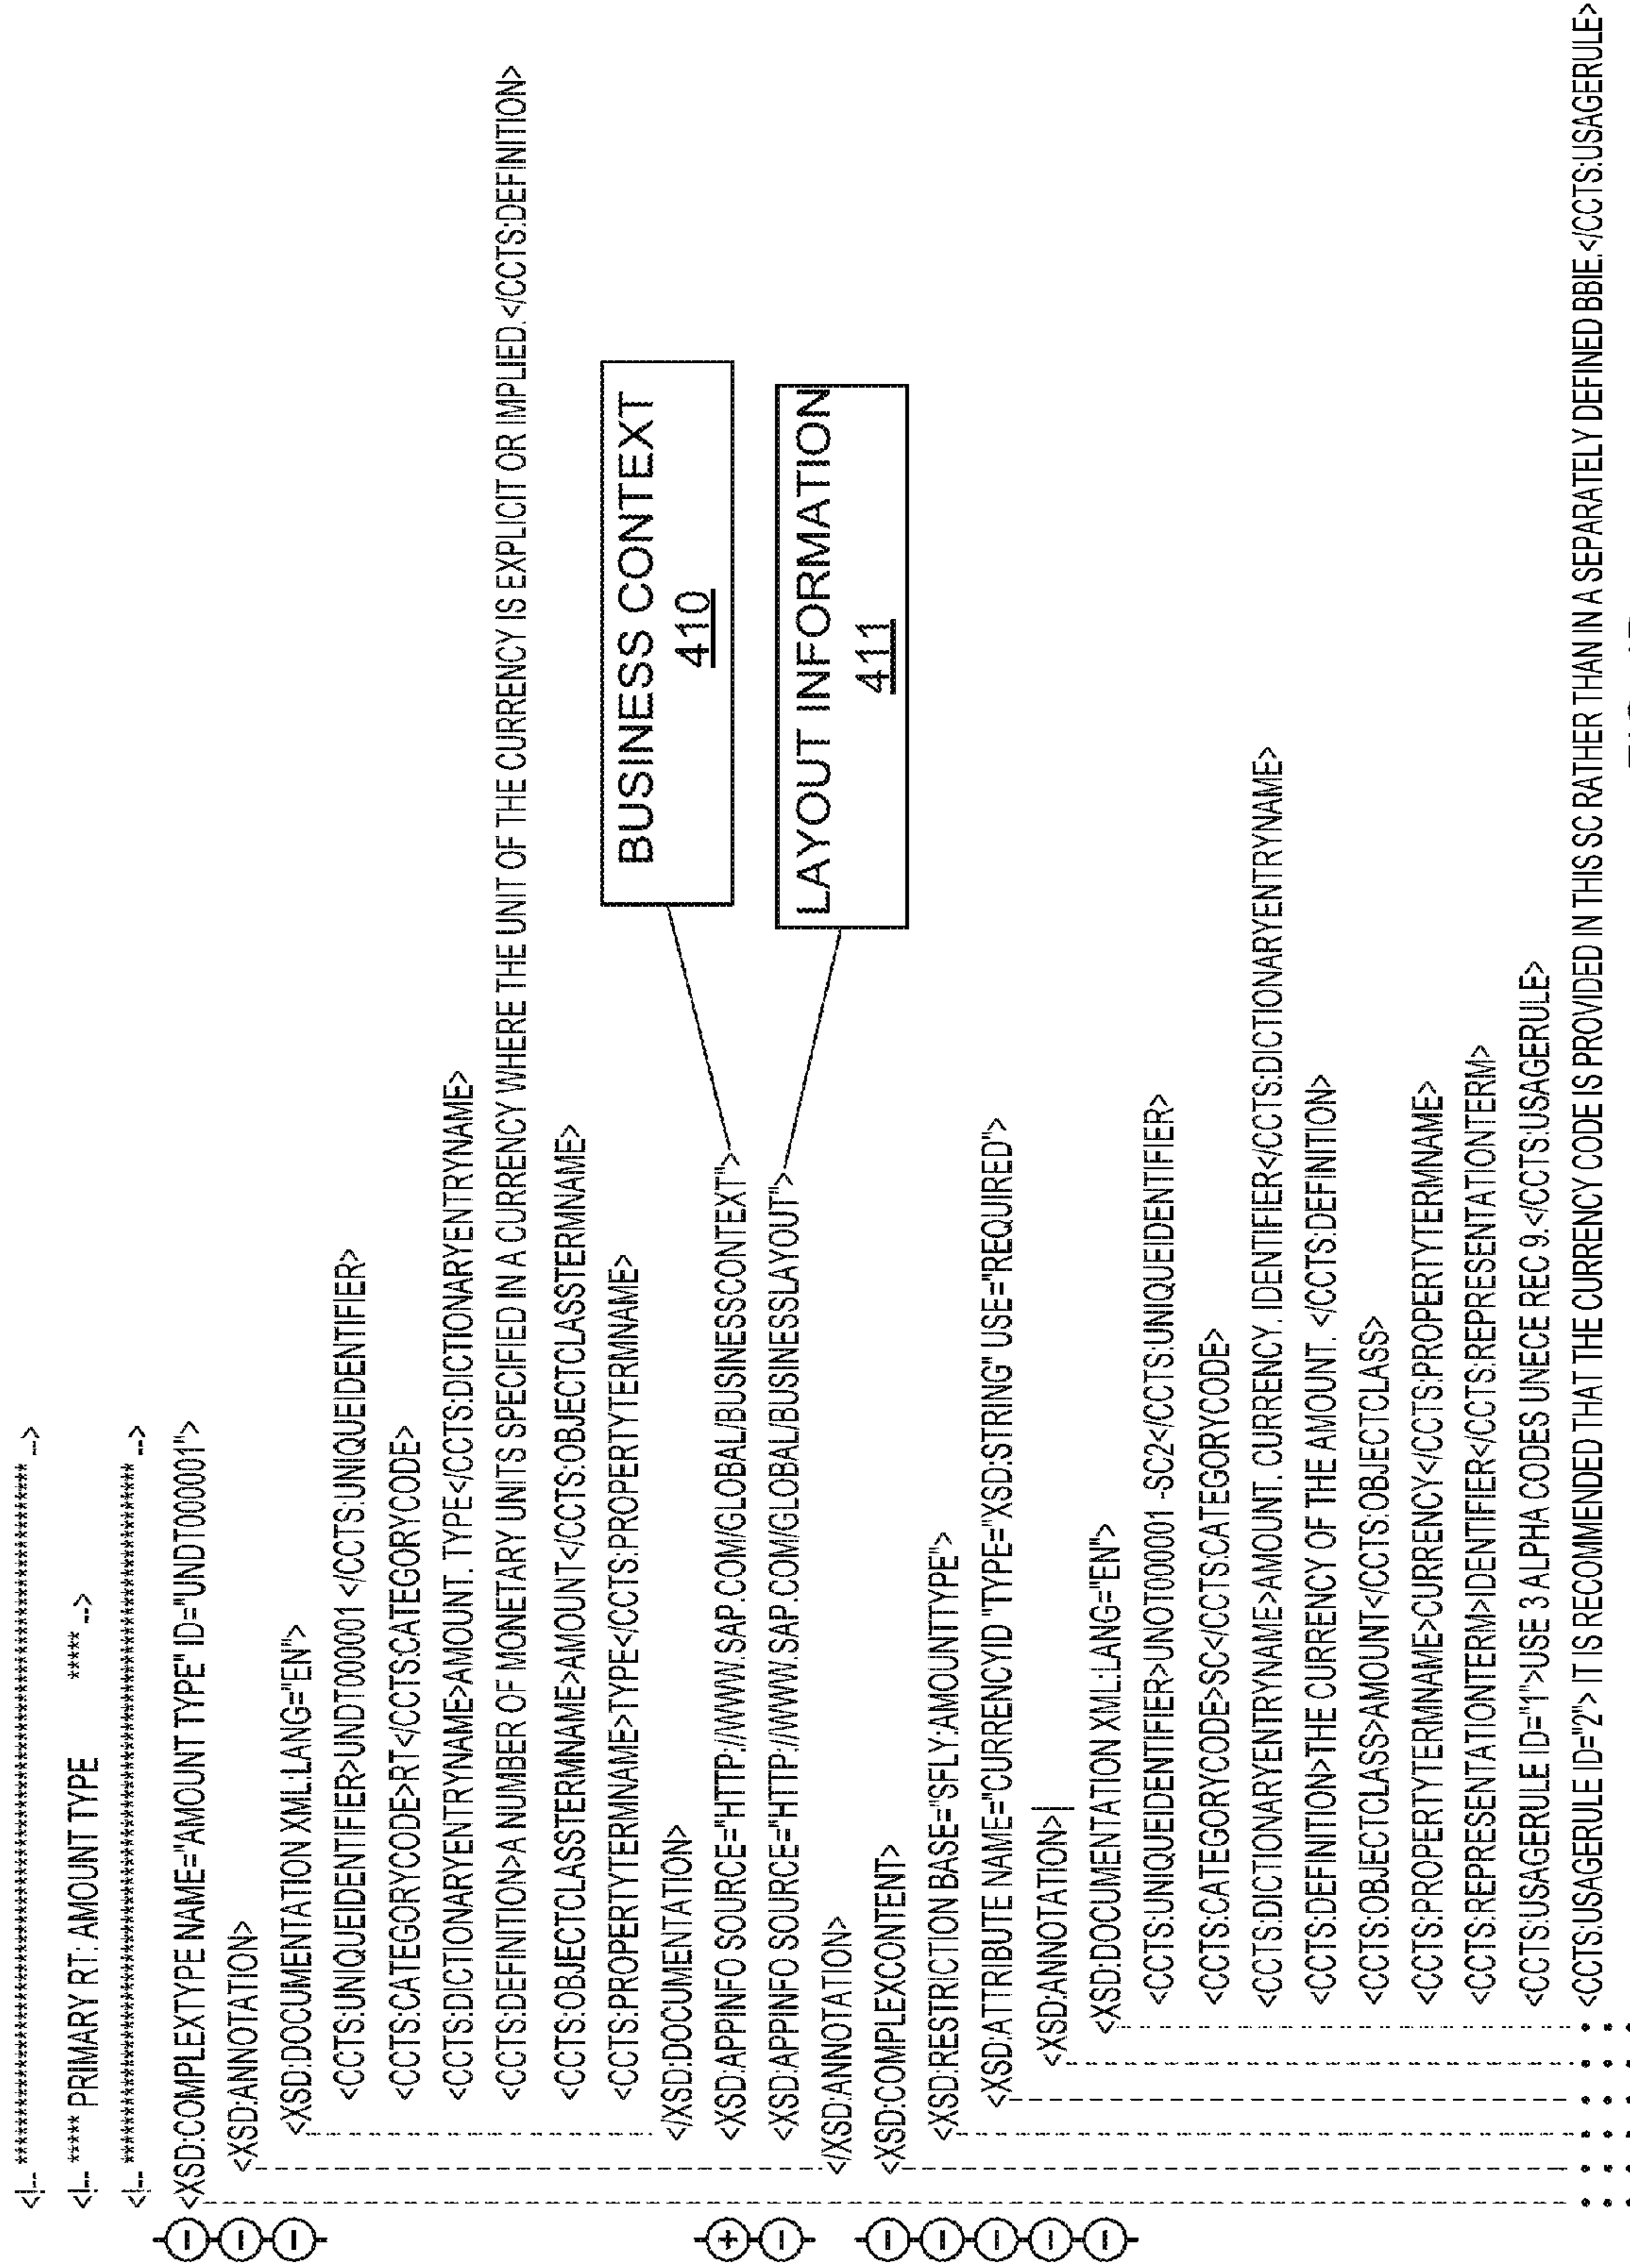 <!-- ******************************************************************* -->
<!-- ***** PRIMARY RT: AMOUNT TYPE ***** -->
<!-- ******************************************************************* -->
<XSD:COMPLEXTYPE NAME="AMOUNT TYPE" ID="UNDT000001">
<XSD:ANNOTATION>
<XSD:DOCUMENTATION XML:LANG="EN">
<CCTS:UNIQUEIDENTIFIER>UNDT000001 </CCTS:UNIQUEIDENTIFIER>
<CCTS:CATEGORYCODE>RT</CCTS:CATEGORYCODE>
<CCTS:DICTIONARYENTRYNAME>AMOUNT. TYPE</CCTS:DICTIONARYENTRYNAME>
<CCTS:DEFINITION>A NUMBER OF MONETARY UNITS SPECIFIED IN A CURRENCY WHERE THE UNIT OF THE CURRENCY IS EXPLICIT OR IMPLIED.</CCTS:DEFINITION>
<CCTS:OBJECTCLASSTERMNAME>AMOUNT</CCTS:OBJECTCLASSTERMNAME>
<CCTS:PROPERTYTERMNAME>TYPE</CCTS:PROPERTYTERMNAME>
</XSD:DOCUMENTATION>
<XSD:APPINFO SOURCE="HTTP://WWW.SAP.COM/GLOBAL/BUSINESSCONTEXT">
BUSINESS CONTEXT
410
<XSD:APPINFO SOURCE="HTTP://WWW.SAP.COM/GLOBAL/BUSINESSLAYOUT">
LAYOUT INFORMATION
411
</XSD:ANNOTATION>
<XSD:COMPLEXCONTENT>
<XSD:RESTRICTION BASE="SFLY:AMOUNTTYPE">
<XSD:ATTRIBUTE NAME="CURRENCYID "TYPE="XSD:STRING" USE="REQUIRED">
<XSD:ANNOTATION>
<XSD:DOCUMENTATION XML:LANG="EN">
<CCTS:UNIQUEIDENTIFIER>UNOT000001 -SC2</CCTS:UNIQUEIDENTIFIER>
<CCTS:CATEGORYCODE>SC</CCTS:CATEGORYCODE>
<CCTS:DICTIONARYENTRYNAME>AMOUNT. CURRENCY. IDENTIFIER</CCTS:DICTIONARYENTRYNAME>
<CCTS:DEFINITION>THE CURRENCY OF THE AMOUNT. </CCTS:DEFINITION>
<CCTS:OBJECTCLASS>AMOUNT</CCTS:OBJECTCLASS>
<CCTS:PROPERTYTERMNAME>CURRENCY</CCTS:PROPERTYTERMNAME>
<CCTS:REPRESENTATIONTERM>IDENTIFIER</CCTS:REPRESENTATIONTERM>
<CCTS:USAGERULE ID="1">USE 3 ALPHA CODES UNECE REC 9.</CCTS:USAGERULE>
<CCTS:USAGERULE ID="2"> IT IS RECOMMENDED THAT THE CURRENCY CODE IS PROVIDED IN THIS SC RATHER THAN IN A SEPARATELY DEFINED BBIE.</CCTS:USAGERULE>